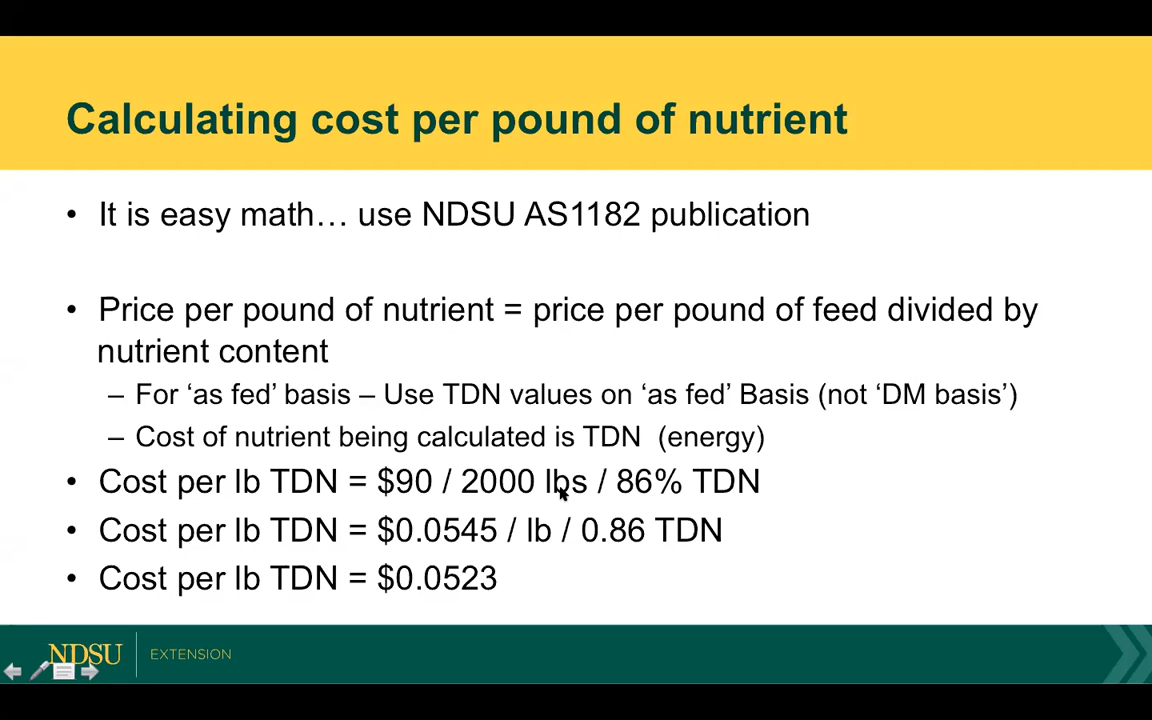 Calculating cost per pound of nutrient
• It is easy math… use NDSU AS1182 publication
• Price per pound of nutrient = price per pound of feed divided by
nutrient content
– For ‘as fed’ basis – Use TDN values on ‘as fed’ Basis (not ‘DM basis’)
– Cost of nutrient being calculated is TDN (energy)
• Cost per lb TDN = $90 / 2000 lbs / 86% TDN
• Cost per lb TDN = $0.0545 / lb / 0.86 TDN
• Cost per lb TDN = $0.0523
NDSU EXTENSION